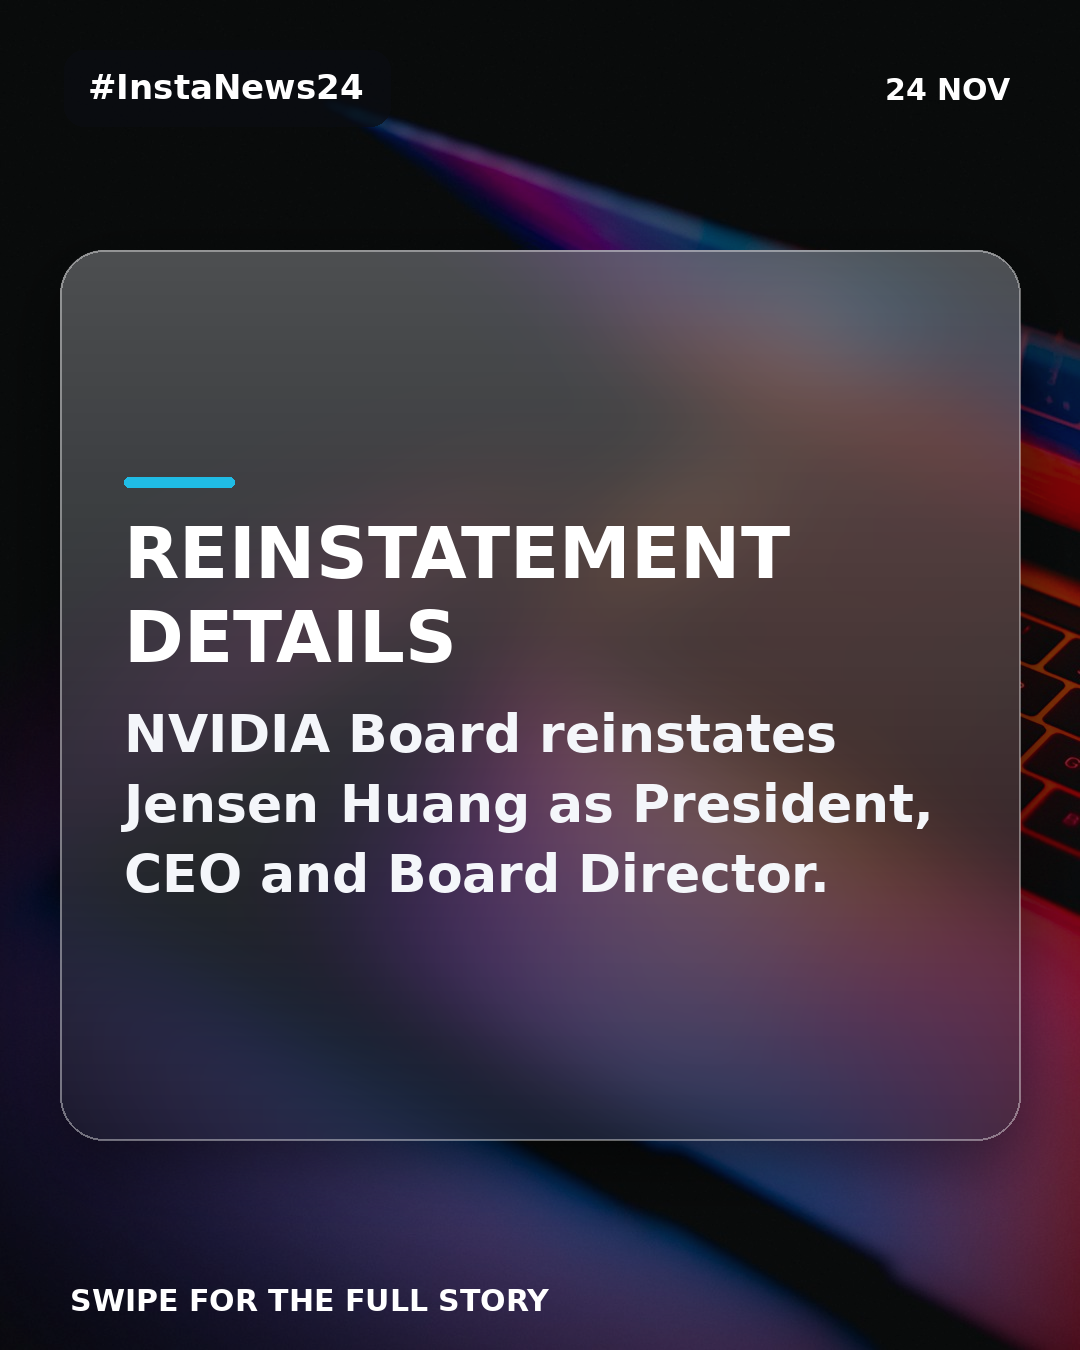 #InstaNews24
24 NOV
REINSTATEMENT
DETAILS
NVIDIA Board reinstates
Jensen Huang as President,
CEO and Board Director.
SWIPE FOR THE FULL STORY